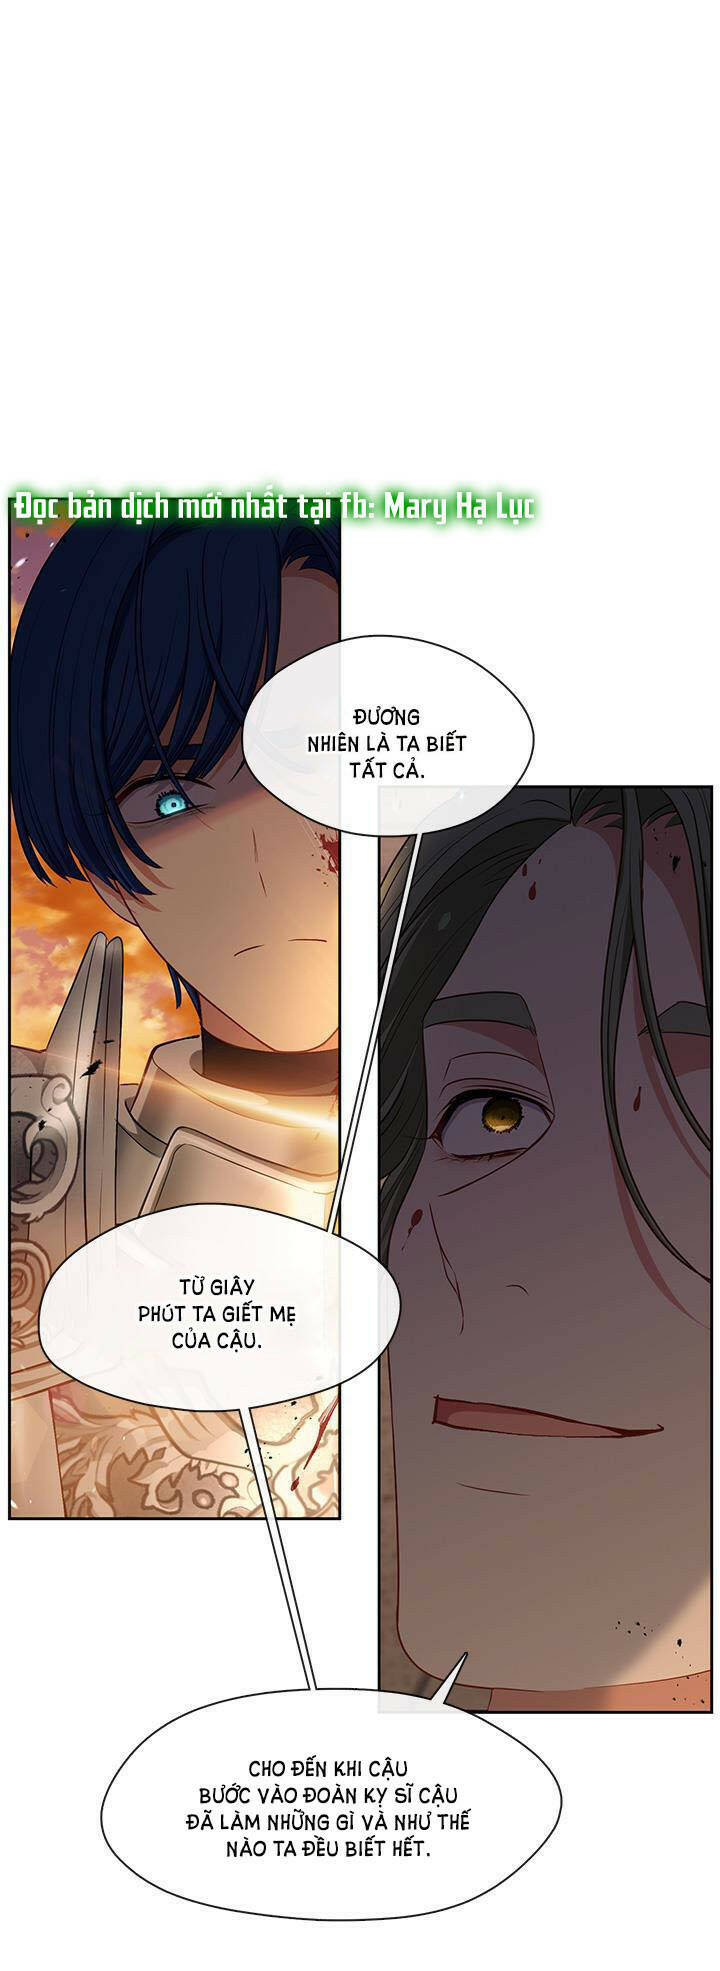 Đọc bản dịch mới nhất tại fb: Mary Hạ Lục
ĐƯƠNG
NHIÊN LÀ TA BIẾT
TẤT CẢ.
TỪ GIÂY
PHÚT TA GIẾT MẸ
CỦA CẬU.
CHO ĐẾN KHI CẬU
BƯỚC VÀO ĐOÀN KỴ SĨ CẬU
ĐÃ LÀM NHỮNG GÌ VÀ NHƯ THẾ
NÀO TA ĐỀU BIẾT HẾT.